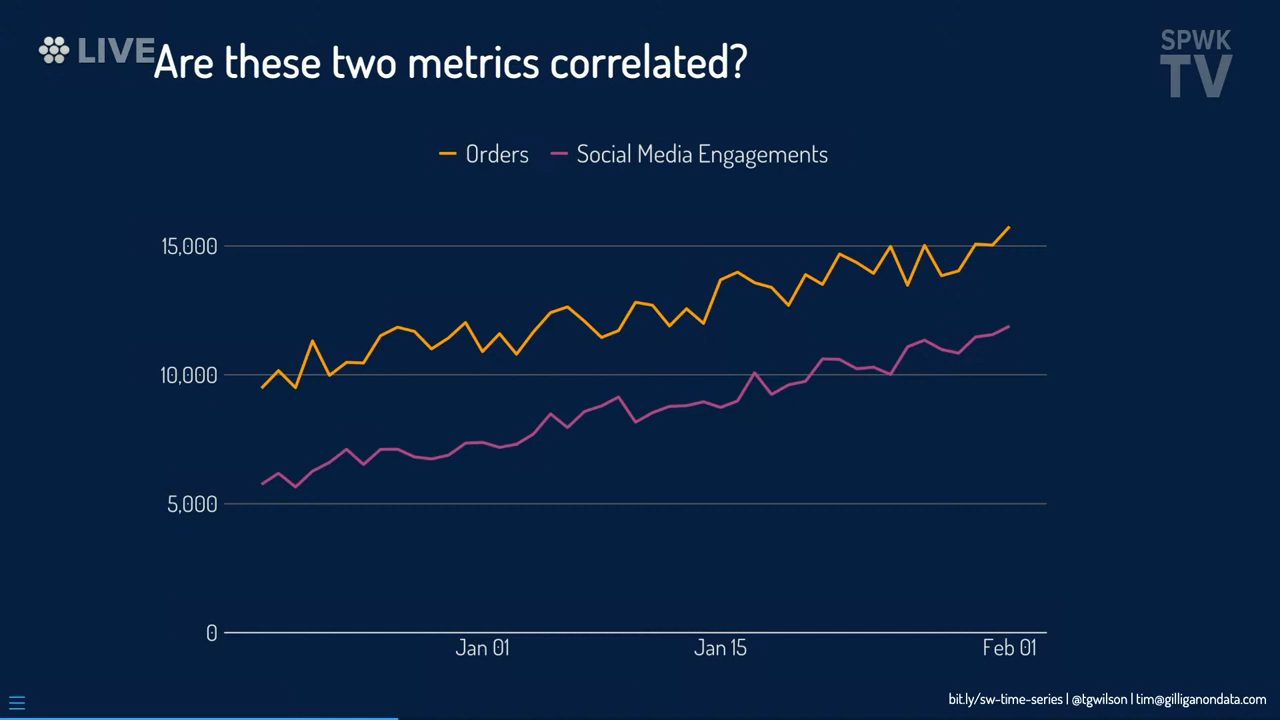 LIVE
Are these two metrics correlated?
SPWK
TV
Orders
Social Media Engagements
15,000
10,000
5,000
0
Jan 01
Jan 15
Feb 01
bit.ly/sw-time-series | @tgwilson | tim@gilliganondata.com